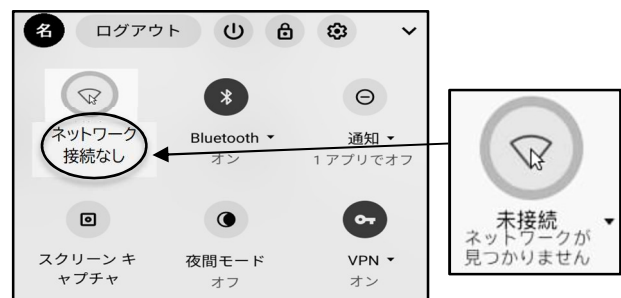 名 ログアウト
ネットワーク
接続なし
Bluetooth
オン
通知
1 アプリでオフ
スクリーン キ
ャプチャ
夜間モード
オフ
VPN
オン
未接続
ネットワークが
見つかりません